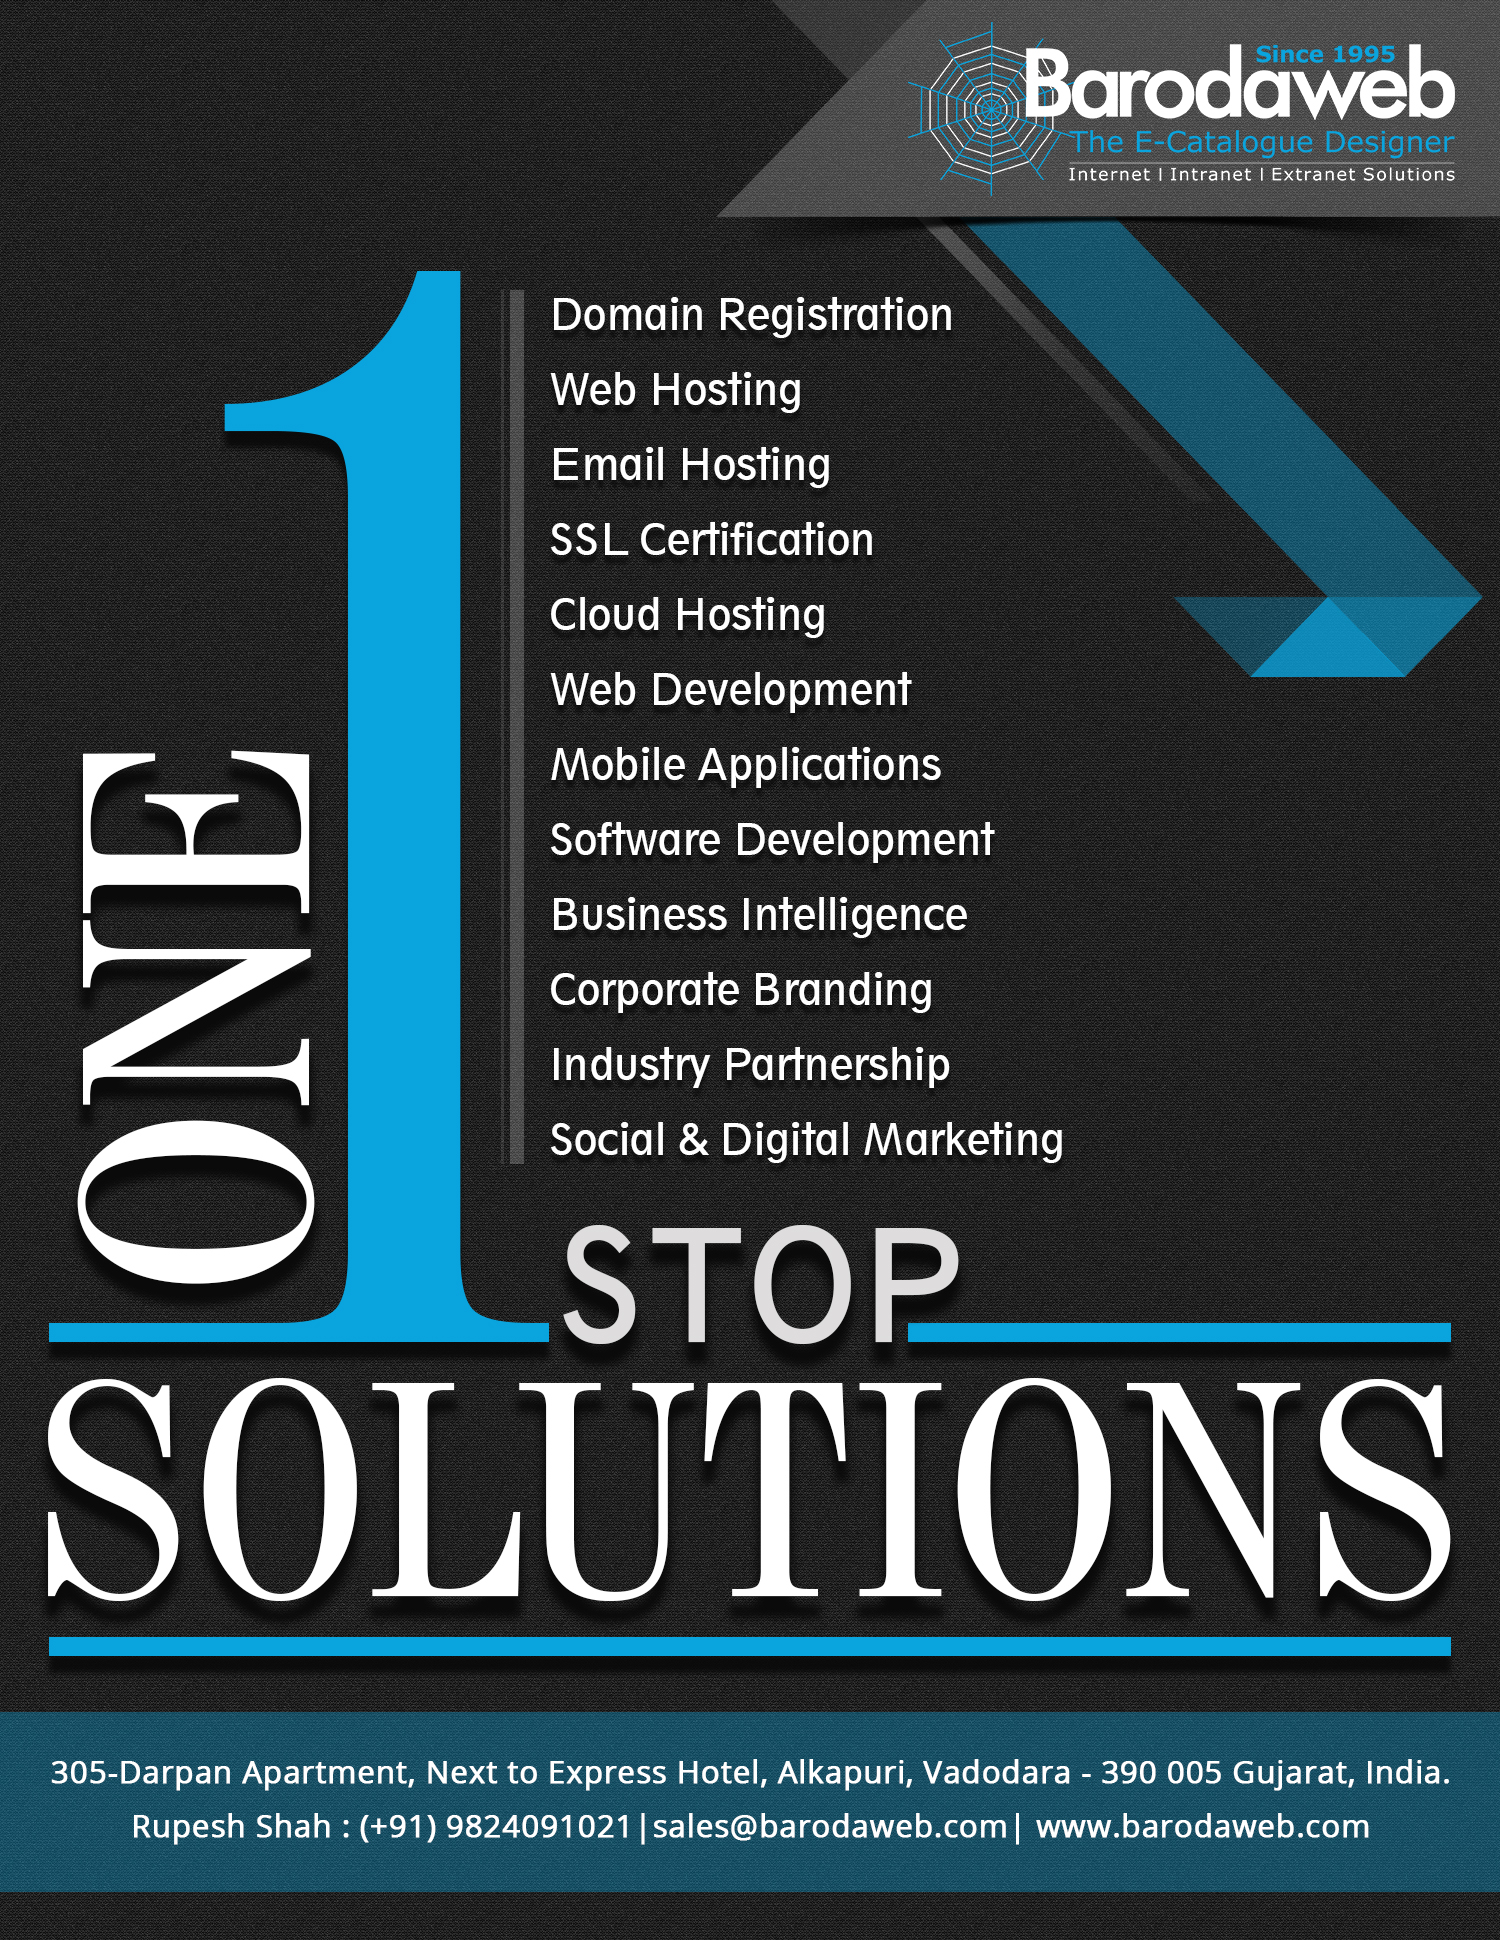 Since 1995
Barodaweb
The E-Catalogue Designer
Internet | Intranet | Extranet Solutions
Domain Registration
Web Hosting
Email Hosting
SSL Certification
Cloud Hosting
Web Development
Mobile Applications
Software Development
Business Intelligence
Corporate Branding
Industry Partnership
Social & Digital Marketing
ONE
1
STOP
SOLUTIONS
305-Darpan Apartment, Next to Express Hotel, Alkapuri, Vadodara - 390 005 Gujarat, India.
Rupesh Shah : (+91) 9824091021|sales@barodaweb.com| www.barodaweb.com